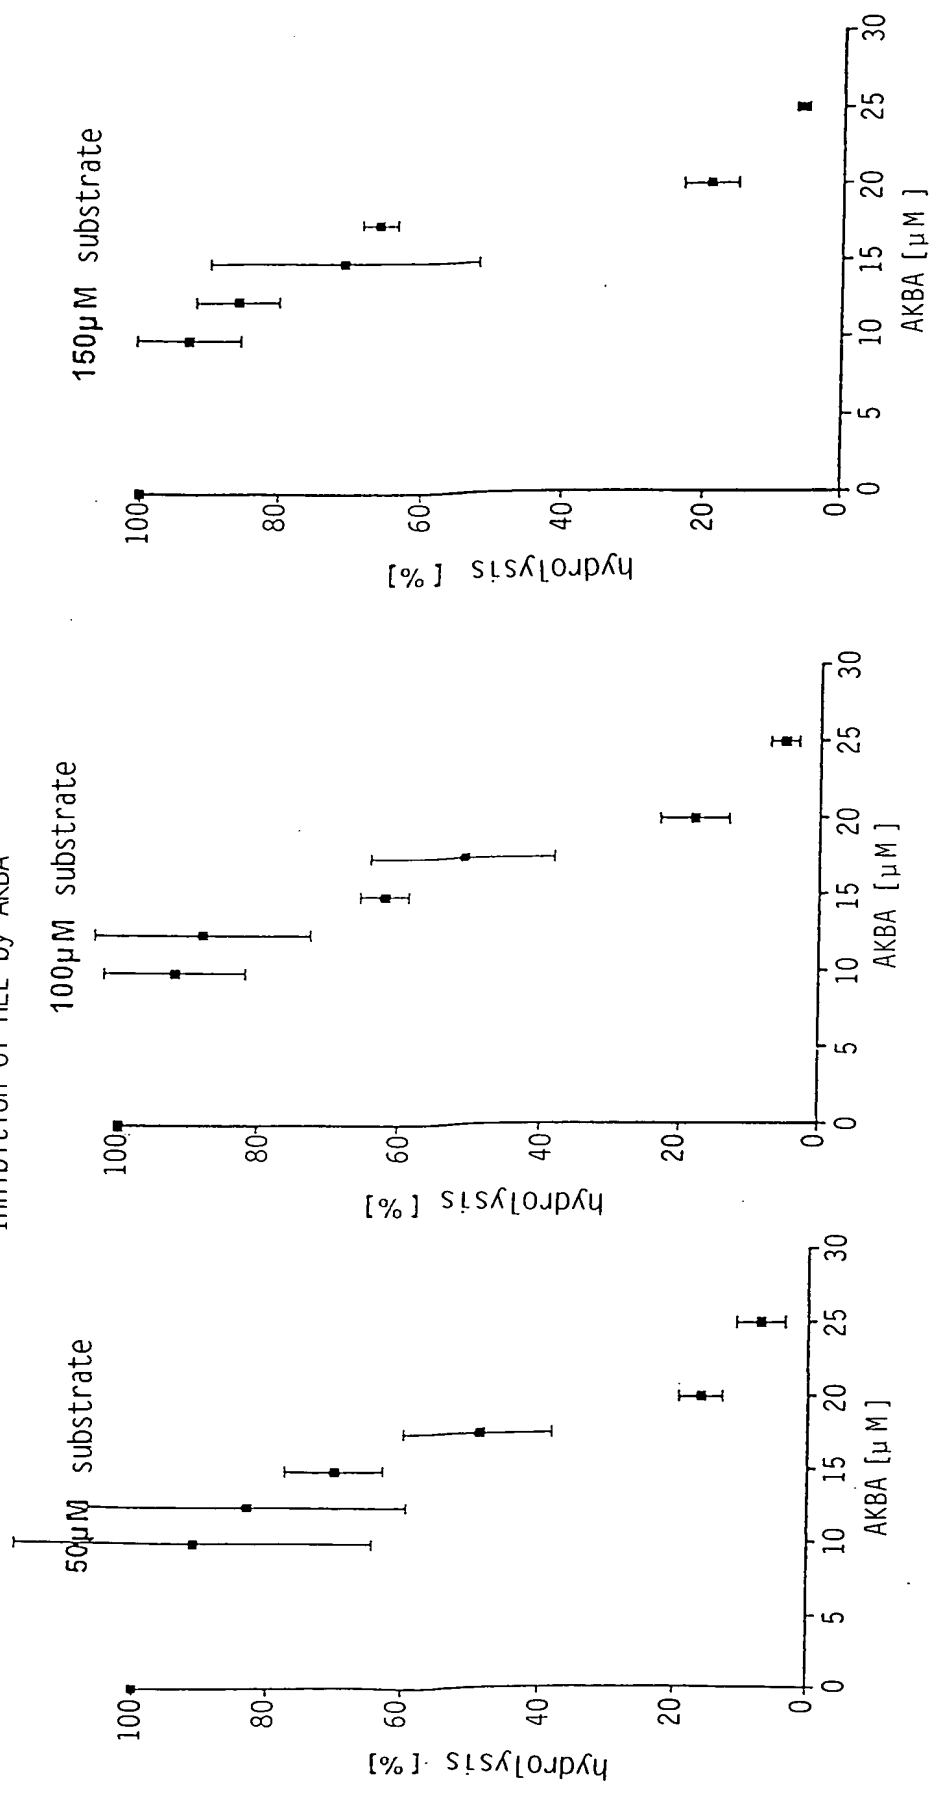 Inhibition of HLE by AKBA
50µM substrate
hydrolysis [%]
100
80
60
40
20
0
0 5 10 15 20 25 30
AKBA [µM]
100µM substrate
hydrolysis [%]
100
80
60
40
20
0
0 5 10 15 20 25 30
AKBA [µM]
150µM substrate
hydrolysis [%]
100
80
60
40
20
0
0 5 10 15 20 25 30
AKBA [µM]